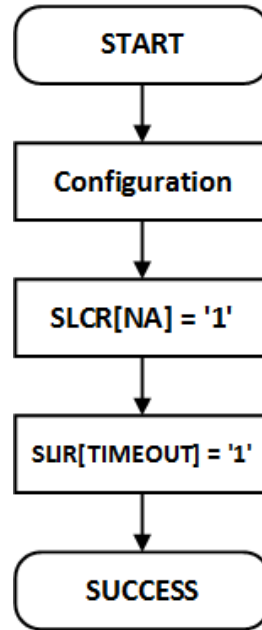 START
Configuration
SLCR[NA] = '1'
SLIR[TIMEOUT] = '1'
SUCCESS